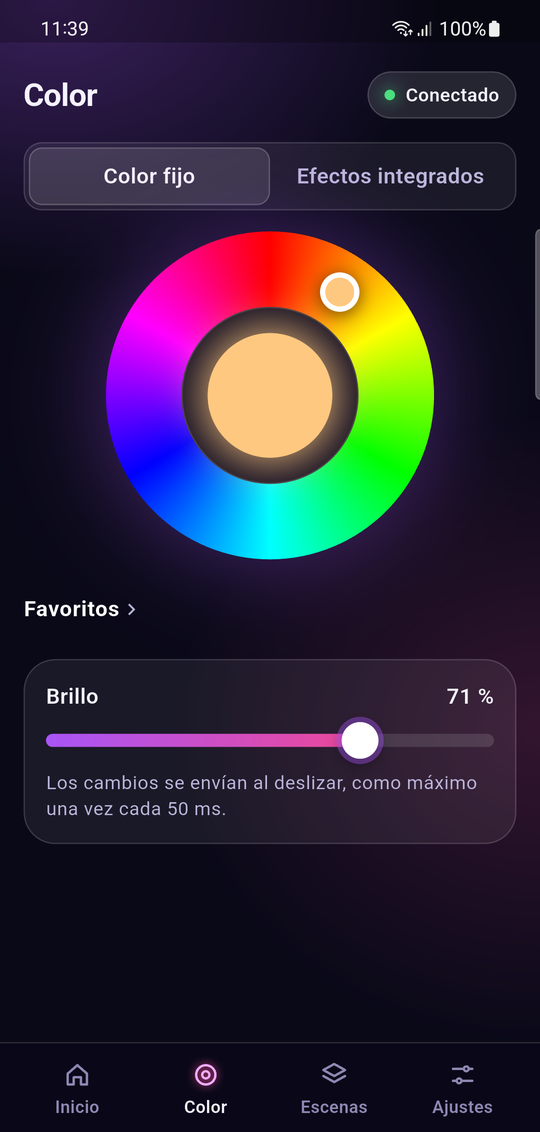 11:39
100%
Color
Conectado
Color fijo
Efectos integrados
Favoritos
Brillo
71 %
Los cambios se envían al deslizar, como máximo
una vez cada 50 ms.
Inicio
Color
Escenas
Ajustes